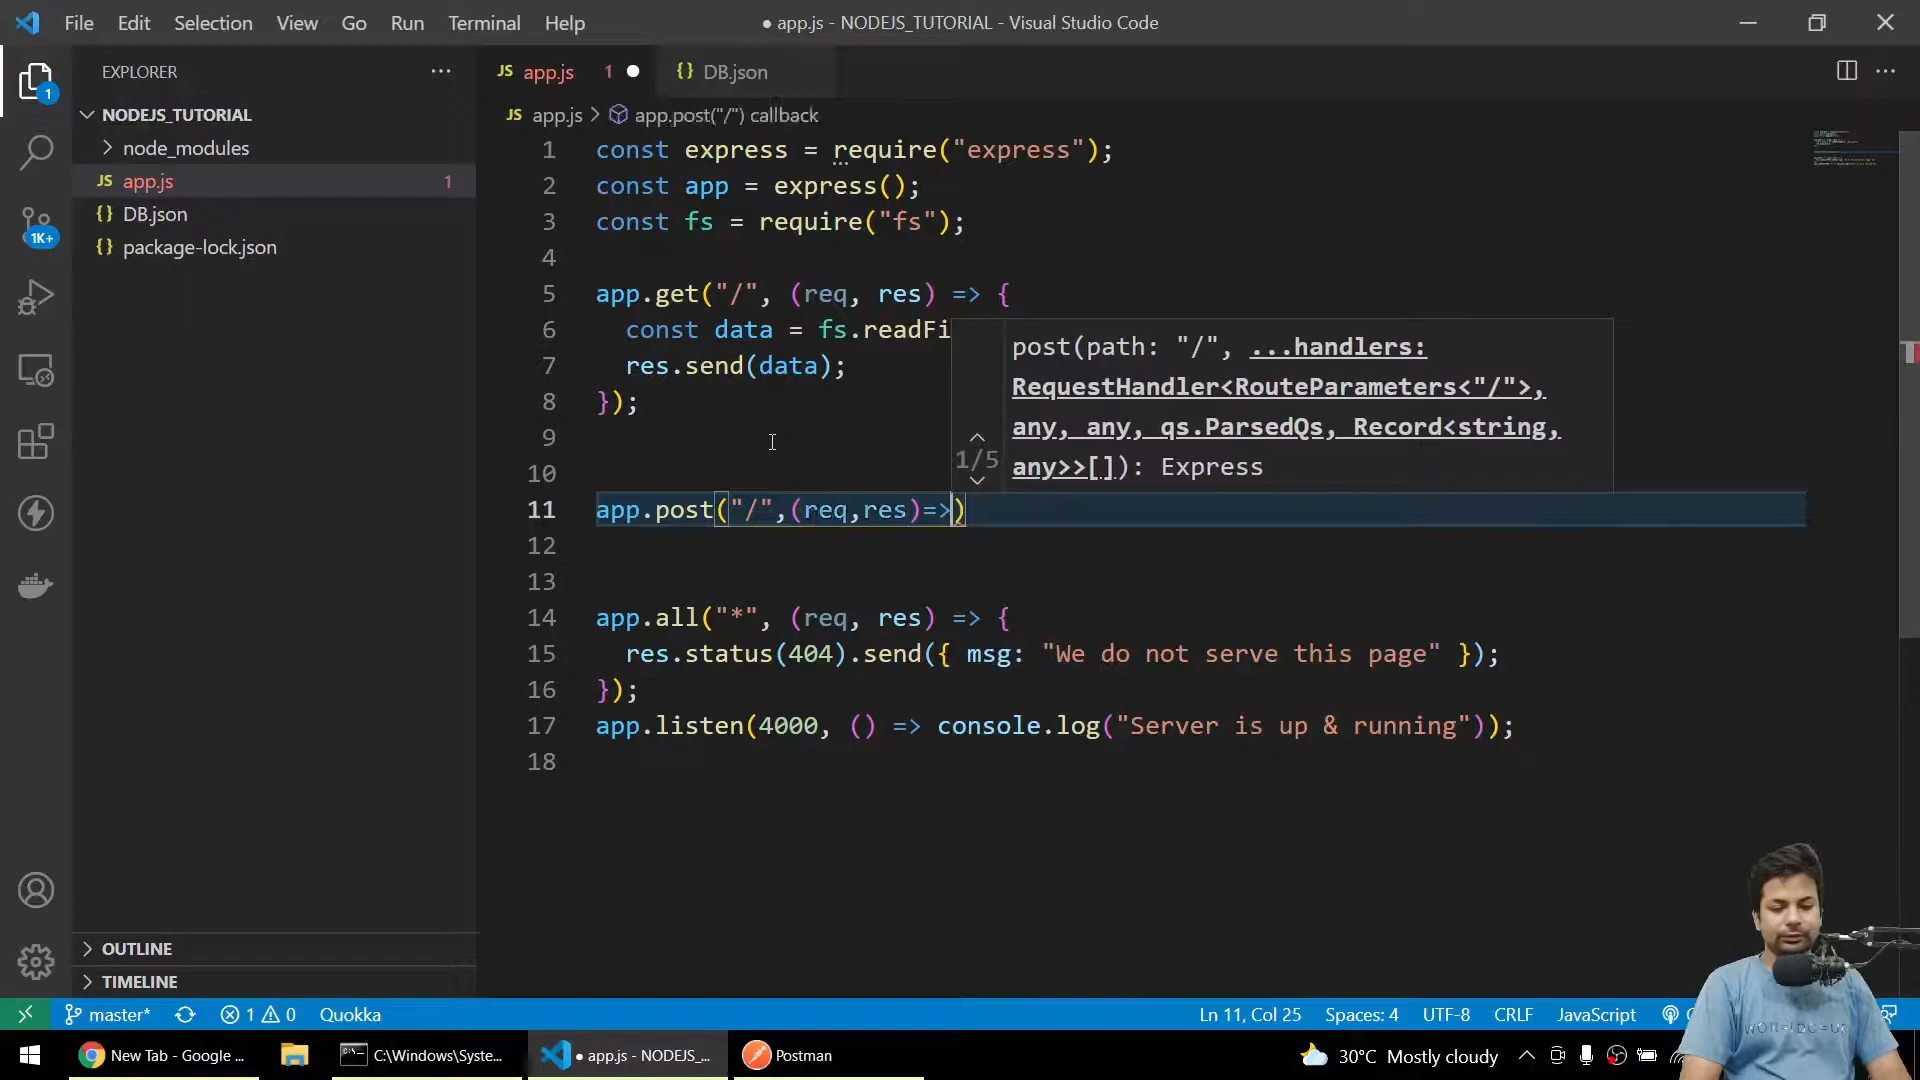 File Edit Selection View Go Run Terminal Help
● app.js - NODEJS_TUTORIAL - Visual Studio Code
EXPLORER
JS app.js 1
{} DB.json
NODEJS_TUTORIAL
JS app.js > app.post("/") callback
node_modules
JS app.js 1
{} DB.json
{} package-lock.json
1
1K+
1 const express = require("express");
2 const app = express();
3 const fs = require("fs");
4
5 app.get("/", (req, res) => {
6 const data = fs.readFi
7 res.send(data);
8 });
9
10
post(path: "/", ...handlers:
RequestHandler<RouteParameters<"/">,
any, any, qs.ParsedQs, Record<string,
1/5
any>>[]): Express
11 app.post("/",(req,res)=>)
12
13
14 app.all("*", (req, res) => {
15 res.status(404).send({ msg: "We do not serve this page" });
16 });
17 app.listen(4000, () => console.log("Server is up & running"));
18
OUTLINE
TIMELINE
master* 1 0 Quokka
Ln 11, Col 25 Spaces: 4 UTF-8 CRLF JavaScript
New Tab - Google ...
C:\Windows\Syste...
● app.js - NODEJS_...
Postman
30°C Mostly cloudy